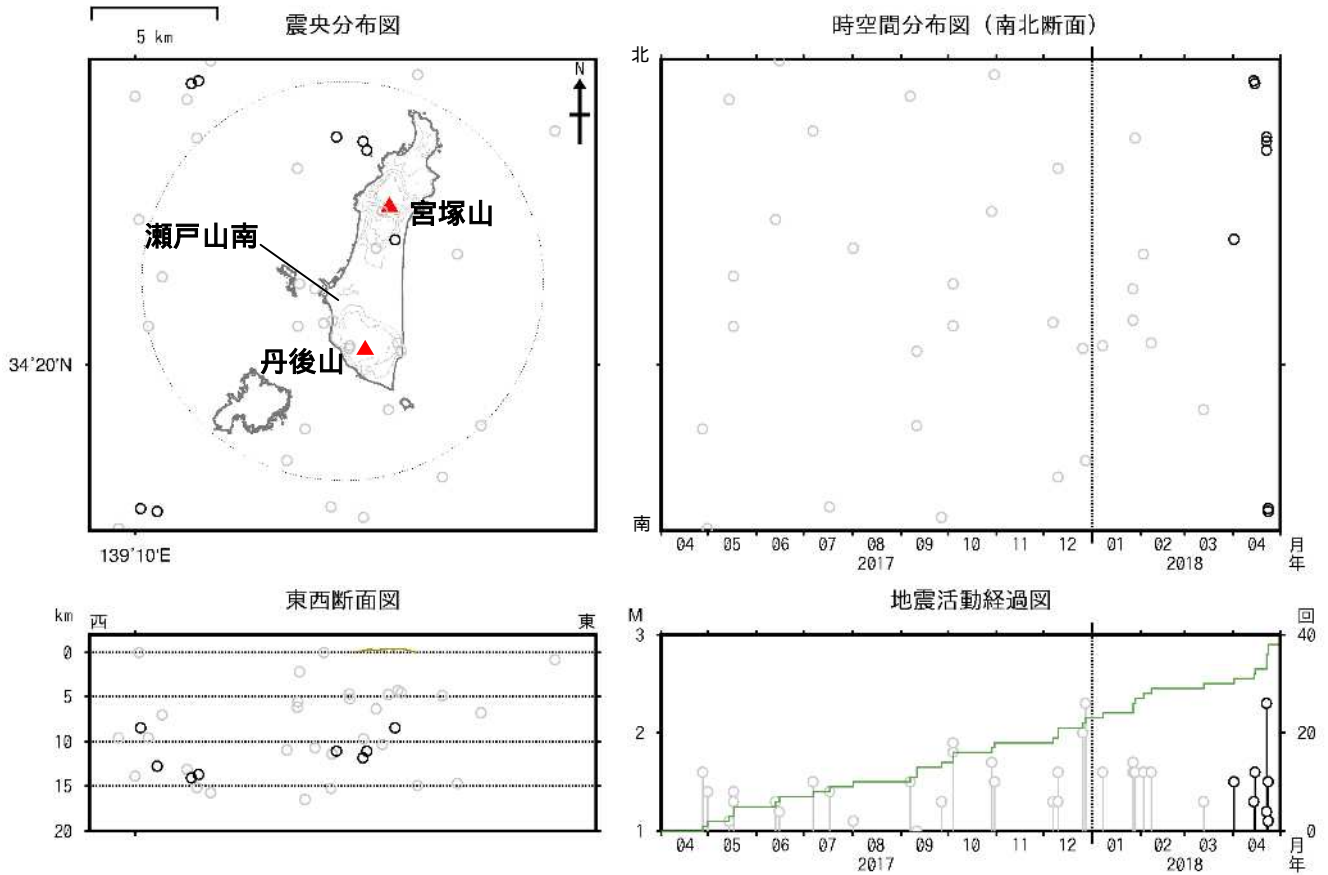 震央分布図
5 km
N
宮塚山
瀬戸山南
丹後山
34°20'N
139°10'E
時空間分布図（南北断面）
北
南
04 05 06 07 08 09 10 11 12 01 02 03 04 月
2017 2018 年
東西断面図
km 西 東
0
5
10
15
20
地震活動経過図
M 回
3 40
2 20
1 0
04 05 06 07 08 09 10 11 12 01 02 03 04 月
2017 2018 年